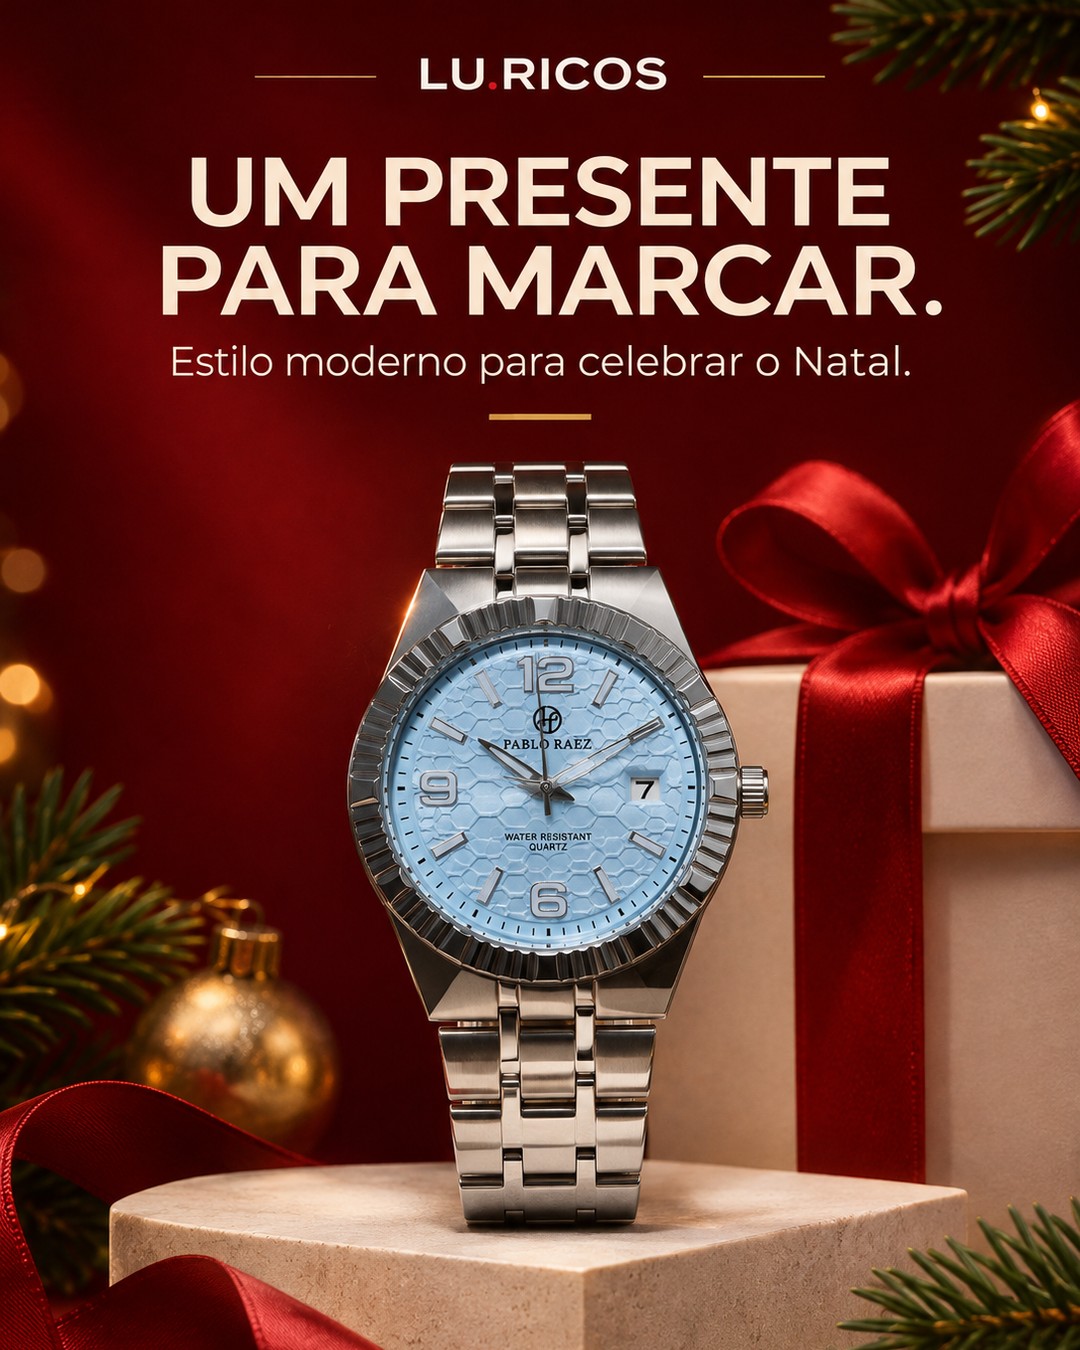 LU.RICOS
UM PRESENTE
PARA MARCAR.
Estilo moderno para celebrar o Natal.
12
PABLO RAEZ
9
7
WATER RESISTANT
QUARTZ
6